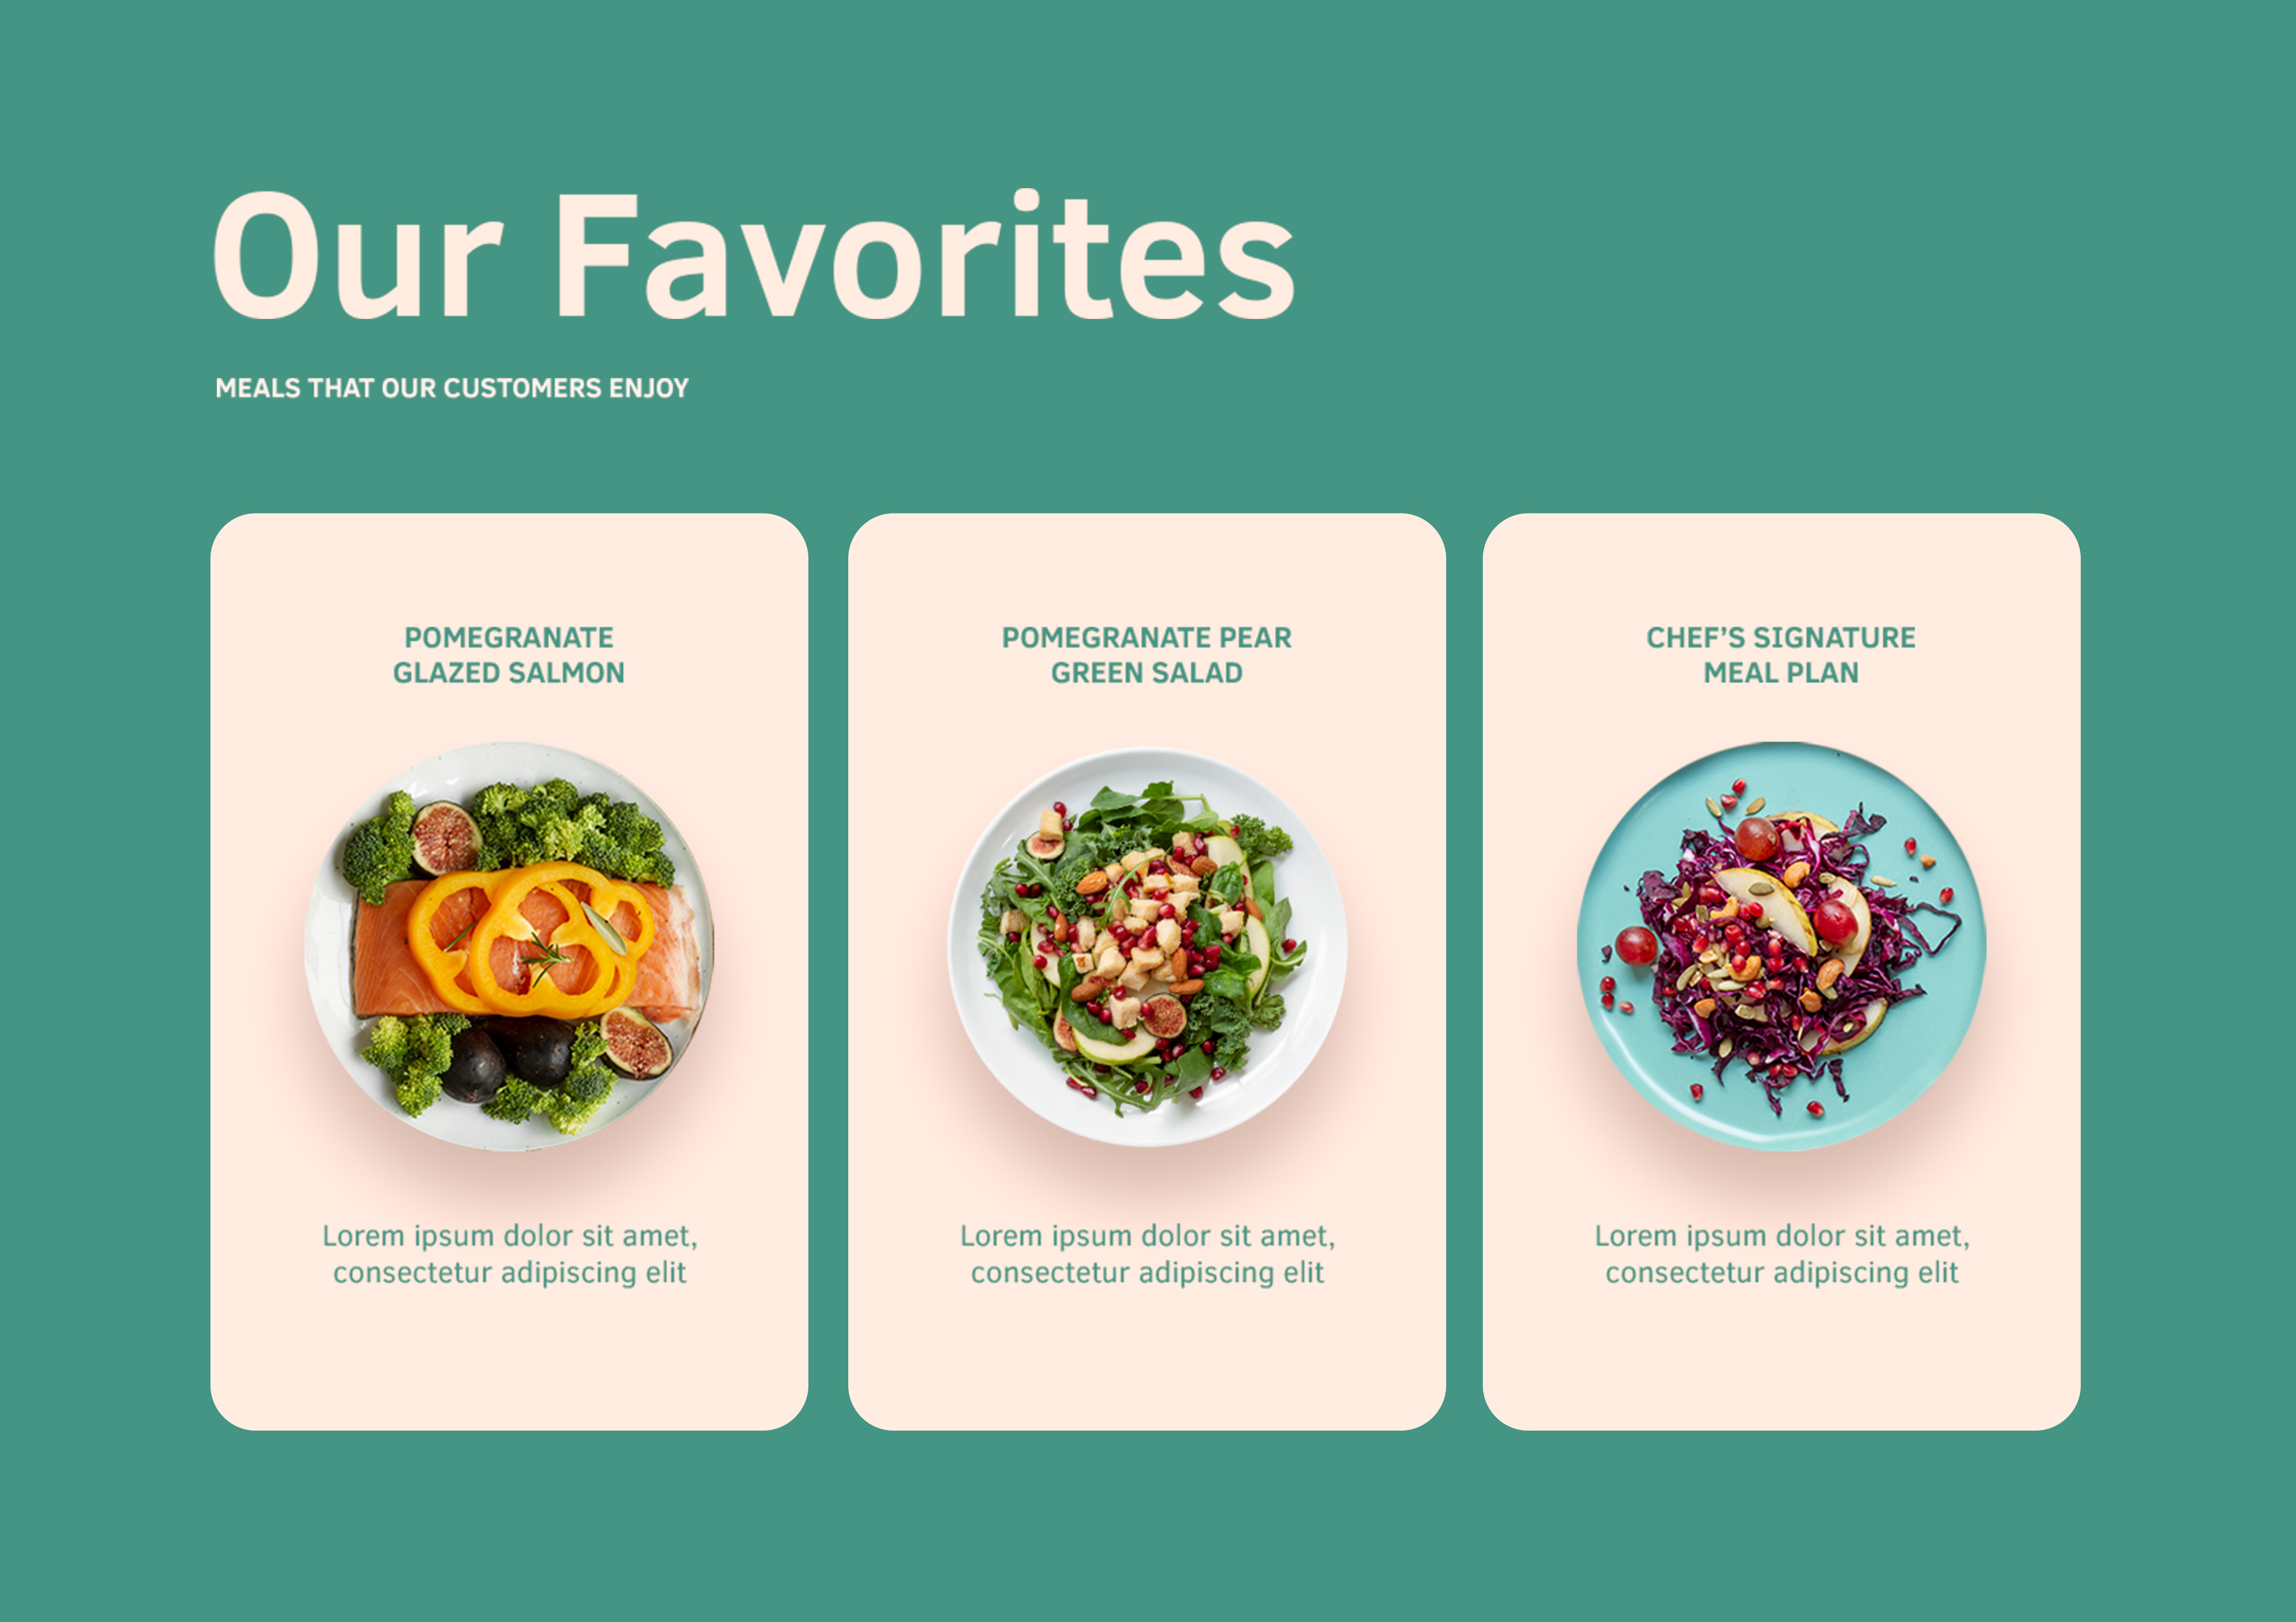 Our Favorites
MEALS THAT OUR CUSTOMERS ENJOY
POMEGRANATE
GLAZED SALMON
Lorem ipsum dolor sit amet,
consectetur adipiscing elit
POMEGRANATE PEAR
GREEN SALAD
Lorem ipsum dolor sit amet,
consectetur adipiscing elit
CHEF’S SIGNATURE
MEAL PLAN
Lorem ipsum dolor sit amet,
consectetur adipiscing elit